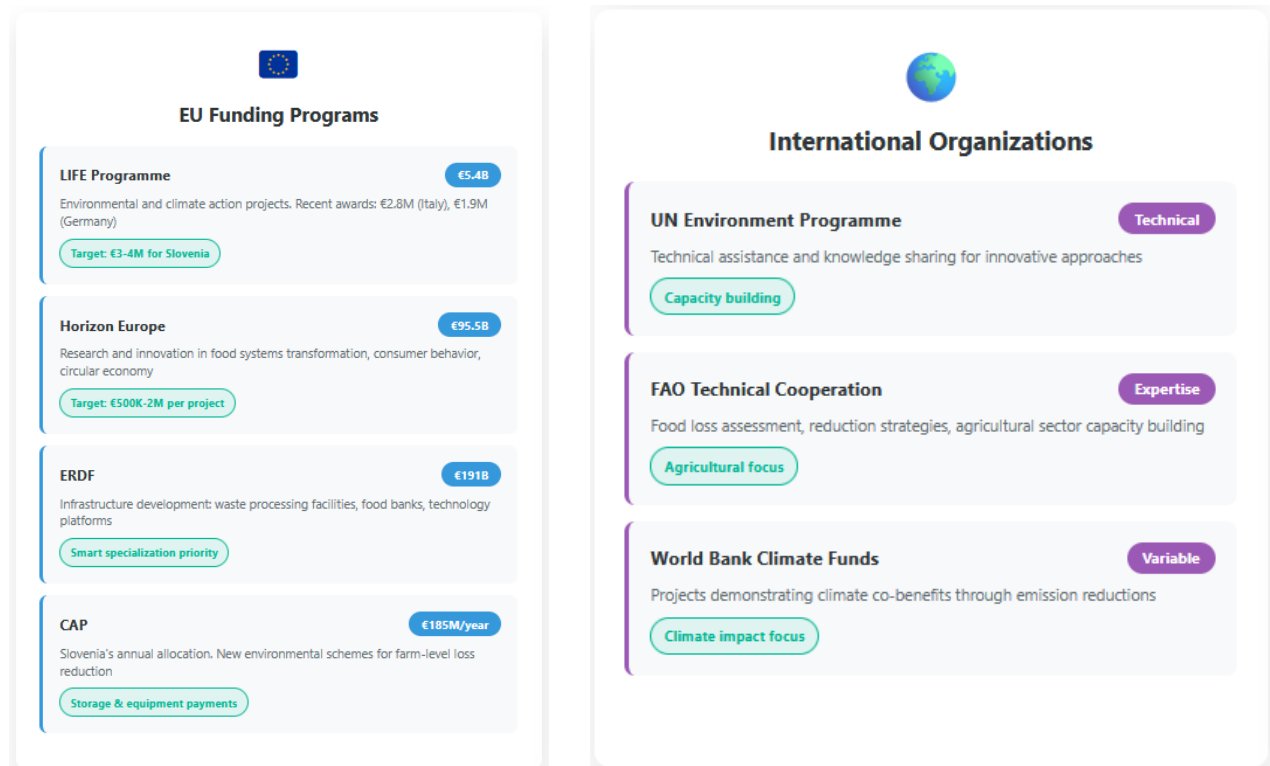 EU Funding Programs
LIFE Programme
€5.4B
Environmental and climate action projects. Recent awards: €2.8M (Italy), €1.9M
(Germany)
Target: €3-4M for Slovenia
Horizon Europe
€95.5B
Research and innovation in food systems transformation, consumer behavior,
circular economy
Target: €500K-2M per project
ERDF
€191B
Infrastructure development: waste processing facilities, food banks, technology
platforms
Smart specialization priority
CAP
€185M/year
Slovenia's annual allocation. New environmental schemes for farm-level loss
reduction
Storage & equipment payments
International Organizations
UN Environment Programme
Technical
Technical assistance and knowledge sharing for innovative approaches
Capacity building
FAO Technical Cooperation
Expertise
Food loss assessment, reduction strategies, agricultural sector capacity building
Agricultural focus
World Bank Climate Funds
Variable
Projects demonstrating climate co-benefits through emission reductions
Climate impact focus